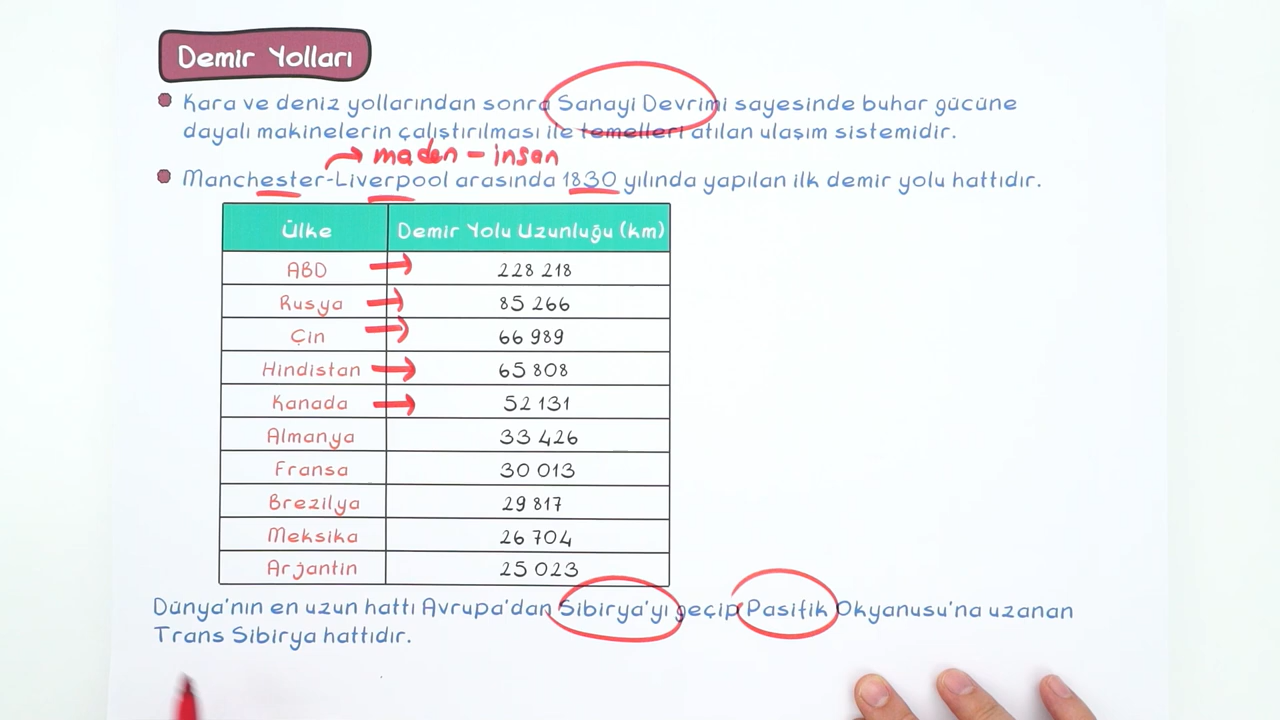 Demir Yolları
Kara ve deniz yollarından sonra Sanayi Devrimi sayesinde buhar gücüne
dayalı makinelerin çalıştırılması ile temelleri atılan ulaşım sistemidir.
maden - insan
Manchester-Liverpool arasında 1830 yılında yapılan ilk demir yolu hattıdır.
Ülke Demir Yolu Uzunluğu (km)
ABD 228 218
Rusya 85 266
Çin 66 989
Hindistan 65 808
Kanada 52 131
Almanya 33 426
Fransa 30 013
Brezilya 29 817
Meksika 26 704
Arjantin 25 023
Dünya'nın en uzun hattı Avrupa'dan Sibirya'yı geçip Pasifik Okyanusu'na uzanan
Trans Sibirya hattıdır.